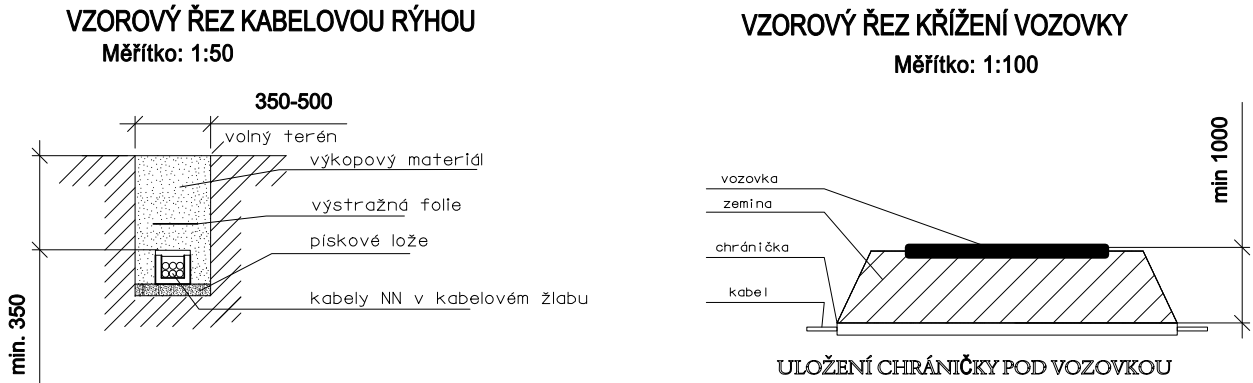 VZOROVÝ ŘEZ KABELOVOU RÝHOU
Měřítko: 1:50
350-500
volný terén
výkopový materiál
výstražná folie
pískové lože
kabely NN v kabelovém žlabu
min. 350
VZOROVÝ ŘEZ KŘÍŽENÍ VOZOVKY
Měřítko: 1:100
min 1000
vozovka
zemina
chránička
kabel
ULOŽENÍ CHRÁNIČKY POD VOZOVKOU